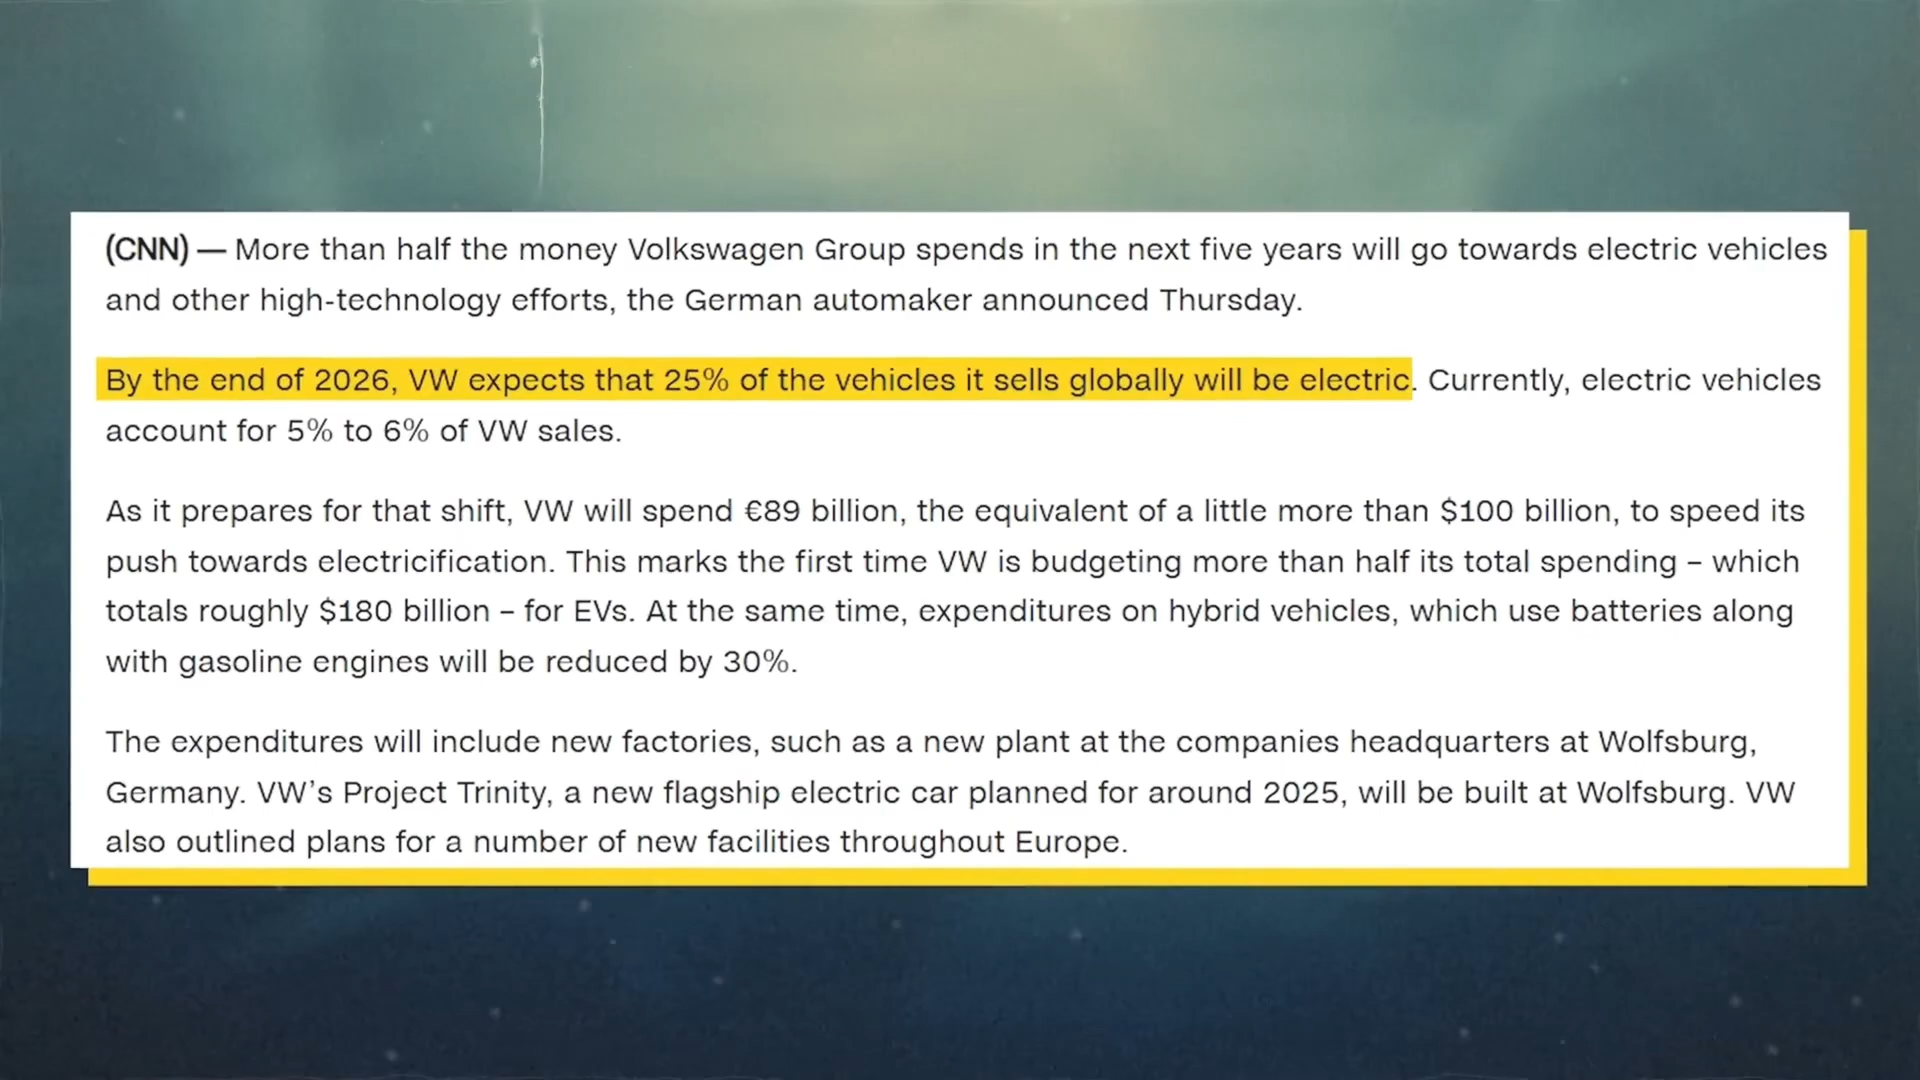 (CNN) — More than half the money Volkswagen Group spends in the next five years will go towards electric vehicles
and other high-technology efforts, the German automaker announced Thursday.
By the end of 2026, VW expects that 25% of the vehicles it sells globally will be electric. Currently, electric vehicles
account for 5% to 6% of VW sales.
As it prepares for that shift, VW will spend €89 billion, the equivalent of a little more than $100 billion, to speed its
push towards electricification. This marks the first time VW is budgeting more than half its total spending – which
totals roughly $180 billion – for EVs. At the same time, expenditures on hybrid vehicles, which use batteries along
with gasoline engines will be reduced by 30%.
The expenditures will include new factories, such as a new plant at the companies headquarters at Wolfsburg,
Germany. VW’s Project Trinity, a new flagship electric car planned for around 2025, will be built at Wolfsburg. VW
also outlined plans for a number of new facilities throughout Europe.